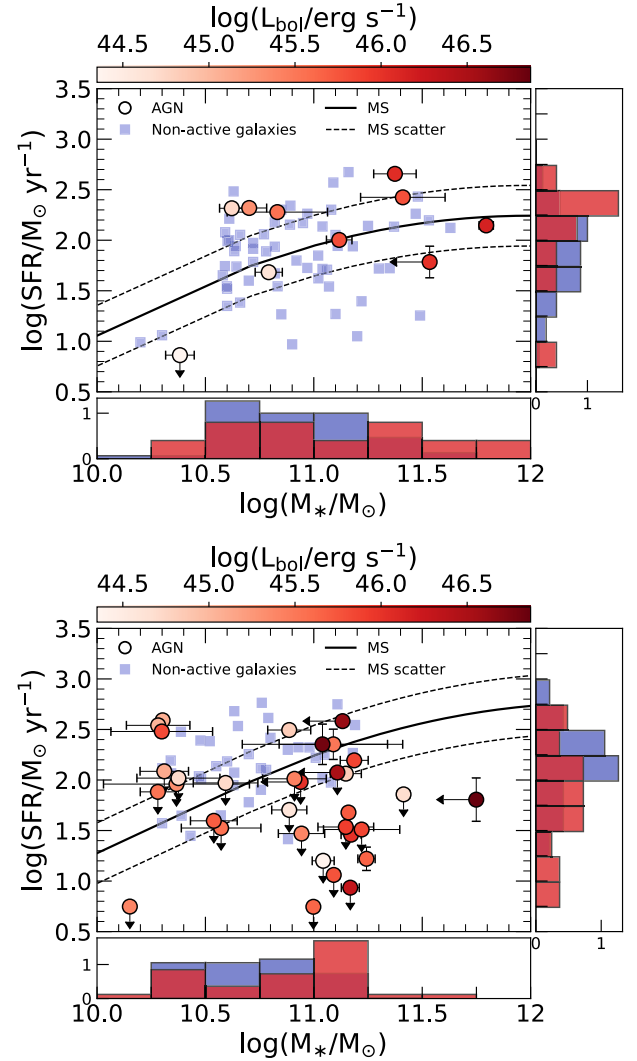 log(L_bol/erg s⁻¹)
44.5 45.0 45.5 46.0 46.5
AGN
Non-active galaxies
MS
MS scatter
log(SFR/M⊙ yr⁻¹)
3.5
3.0
2.5
2.0
1.5
1.0
0.5
0 1
1
0
10.0 10.5 11.0 11.5 12
log(M_*/M⊙)
log(L_bol/erg s⁻¹)
44.5 45.0 45.5 46.0 46.5
AGN
Non-active galaxies
MS
MS scatter
log(SFR/M⊙ yr⁻¹)
3.5
3.0
2.5
2.0
1.5
1.0
0.5
0 1
1
0
10.0 10.5 11.0 11.5 12
log(M_*/M⊙)